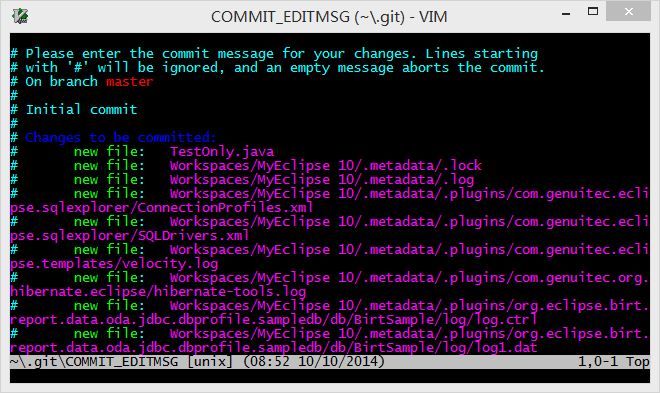 COMMIT_EDITMSG (~\.git) - VIM
# Please enter the commit message for your changes. Lines starting
# with '#' will be ignored, and an empty message aborts the commit.
# On branch master
#
# Initial commit
#
# Changes to be committed:
#       new file:   TestOnly.java
#       new file:   Workspaces/MyEclipse 10/.metadata/.lock
#       new file:   Workspaces/MyEclipse 10/.metadata/.log
#       new file:   Workspaces/MyEclipse 10/.metadata/.plugins/com.genuitec.ecli
pse.sqlexplorer/ConnectionProfiles.xml
#       new file:   Workspaces/MyEclipse 10/.metadata/.plugins/com.genuitec.ecli
pse.sqlexplorer/SQLDrivers.xml
#       new file:   Workspaces/MyEclipse 10/.metadata/.plugins/com.genuitec.ecli
pse.templates/velocity.log
#       new file:   Workspaces/MyEclipse 10/.metadata/.plugins/com.genuitec.org.
hibernate.eclipse/hibernate-tools.log
#       new file:   Workspaces/MyEclipse 10/.metadata/.plugins/org.eclipse.birt.
report.data.oda.jdbc.dbprofile.sampledb/db/BirtSample/log/log.ctrl
#       new file:   Workspaces/MyEclipse 10/.metadata/.plugins/org.eclipse.birt.
report.data.oda.jdbc.dbprofile.sampledb/db/BirtSample/log/log1.dat
~\.git\COMMIT_EDITMSG [unix] (08:52 10/10/2014) 1,0-1 Top